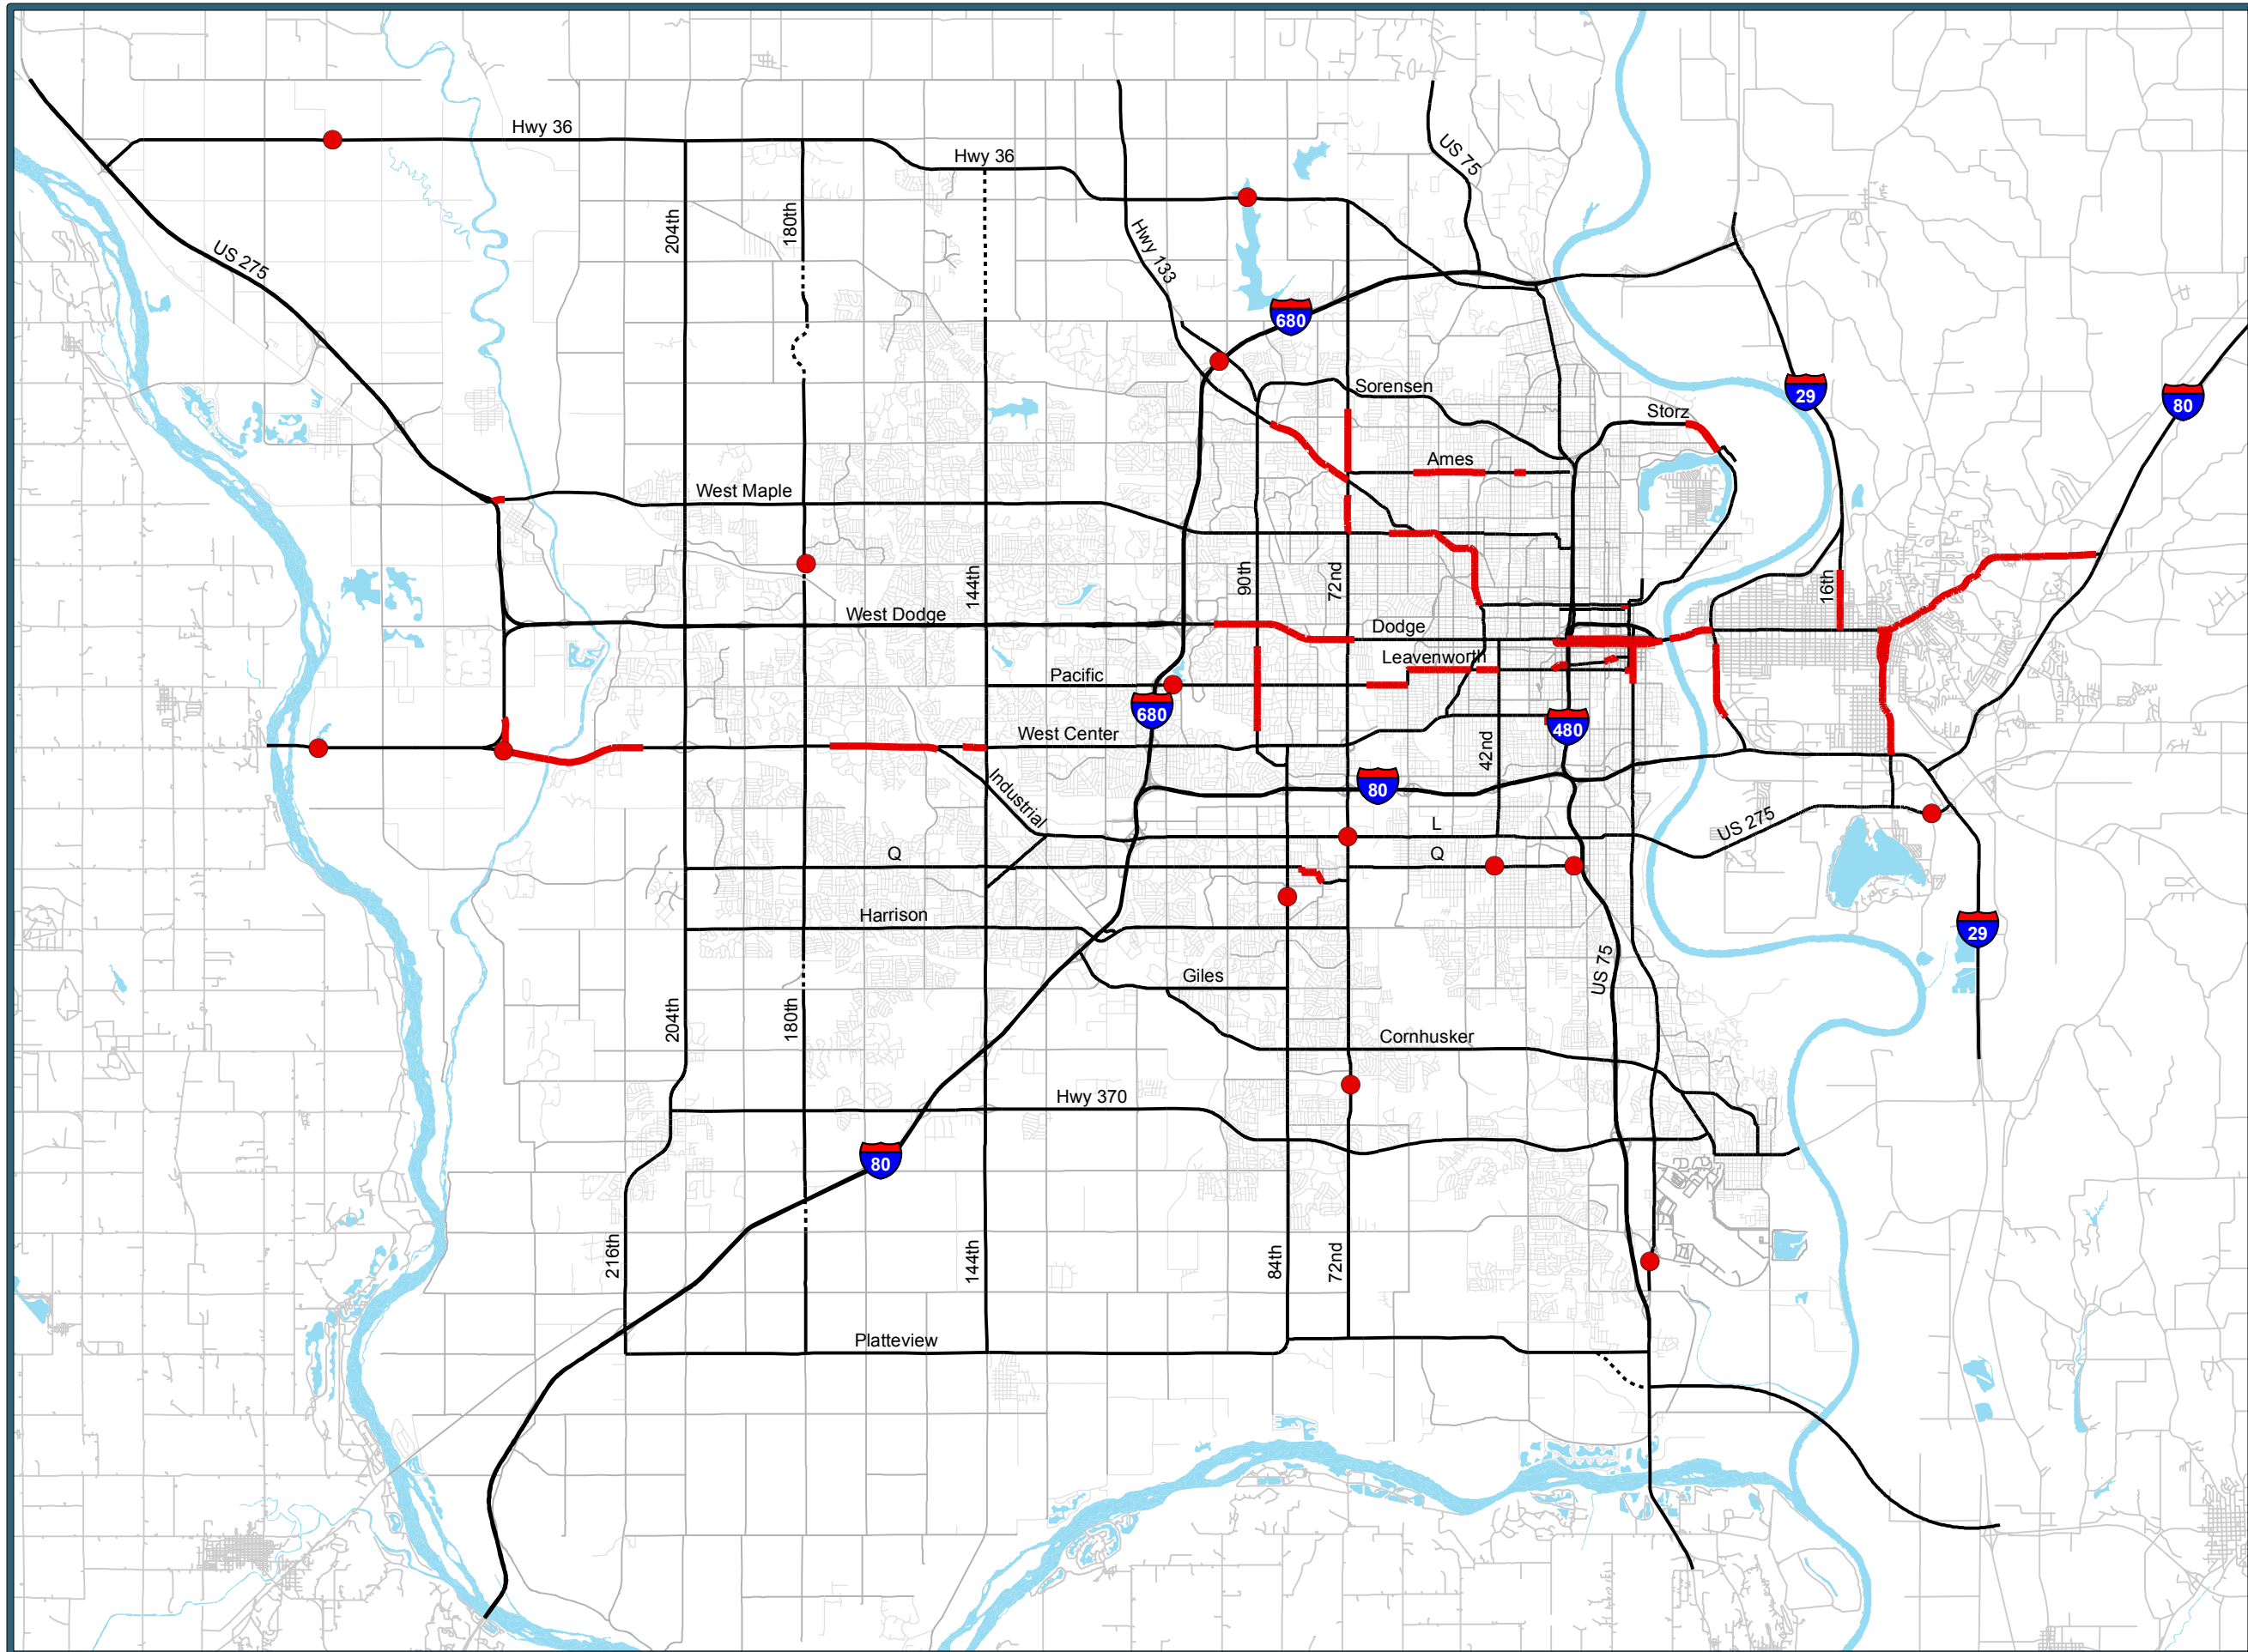 Hwy 36
Hwy 36
US 75
204th
180th
Hwy 133
US 275
680
29
80
Sorensen
Storz
Ames
West Maple
144th
90th
72nd
16th
West Dodge
Dodge
Leavenworth
Pacific
680
480
West Center
42nd
80
Industrial
L
US 275
Q
Q
Harrison
29
US 75
Giles
204th
180th
Cornhusker
Hwy 370
80
216th
144th
84th
72nd
Platteview